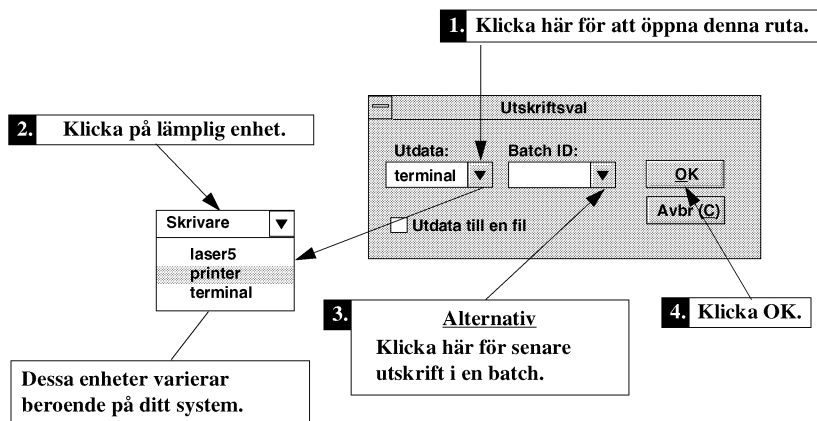 1. Klicka här för att öppna denna ruta.
2. Klicka på lämplig enhet.
Utskriftsval
Utdata:
Batch ID:
terminal
OK
Avbr (C)
Utdata till en fil
Skrivare
laser5
printer
terminal
3. Alternativ
Klicka här för senare
utskrift i en batch.
4. Klicka OK.
Dessa enheter varierar
beroende på ditt system.